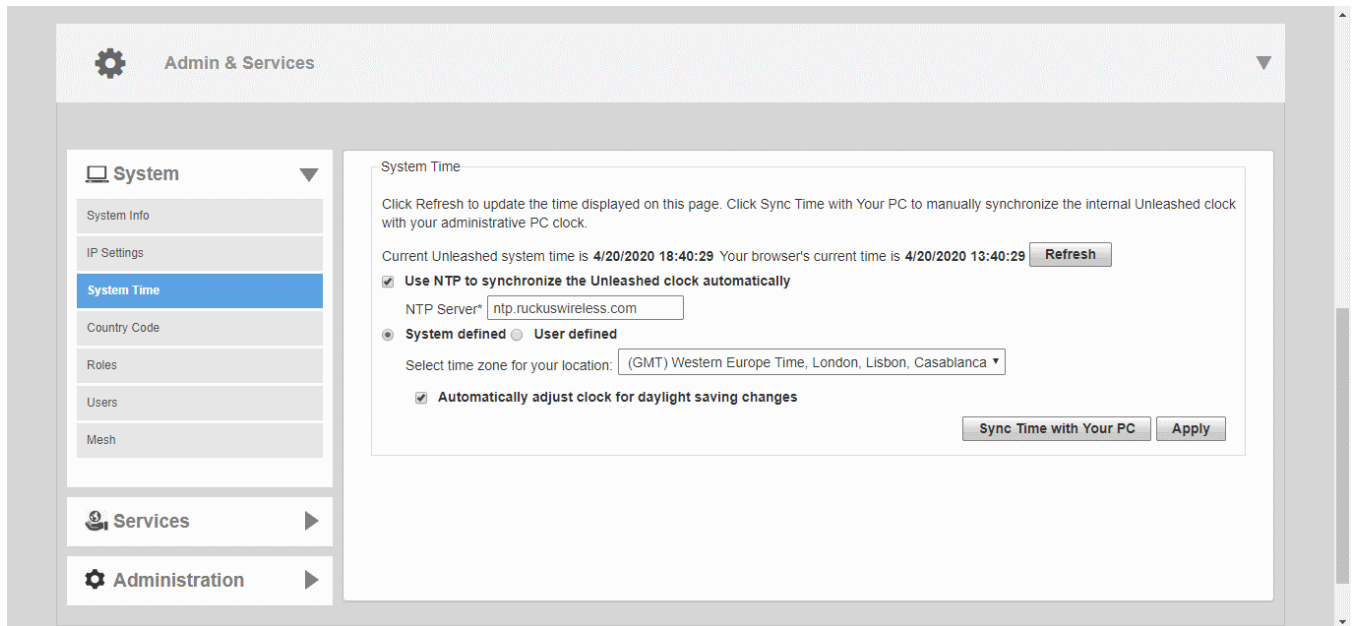 Admin & Services
System
System Info
IP Settings
System Time
Country Code
Roles
Users
Mesh
Services
Administration
System Time
Click Refresh to update the time displayed on this page. Click Sync Time with Your PC to manually synchronize the internal Unleashed clock
with your administrative PC clock.
Current Unleashed system time is 4/20/2020 18:40:29 Your browser's current time is 4/20/2020 13:40:29 Refresh
Use NTP to synchronize the Unleashed clock automatically
NTP Server* ntp.ruckuswireless.com
System defined User defined
Select time zone for your location: (GMT) Western Europe Time, London, Lisbon, Casablanca
Automatically adjust clock for daylight saving changes
Sync Time with Your PC Apply